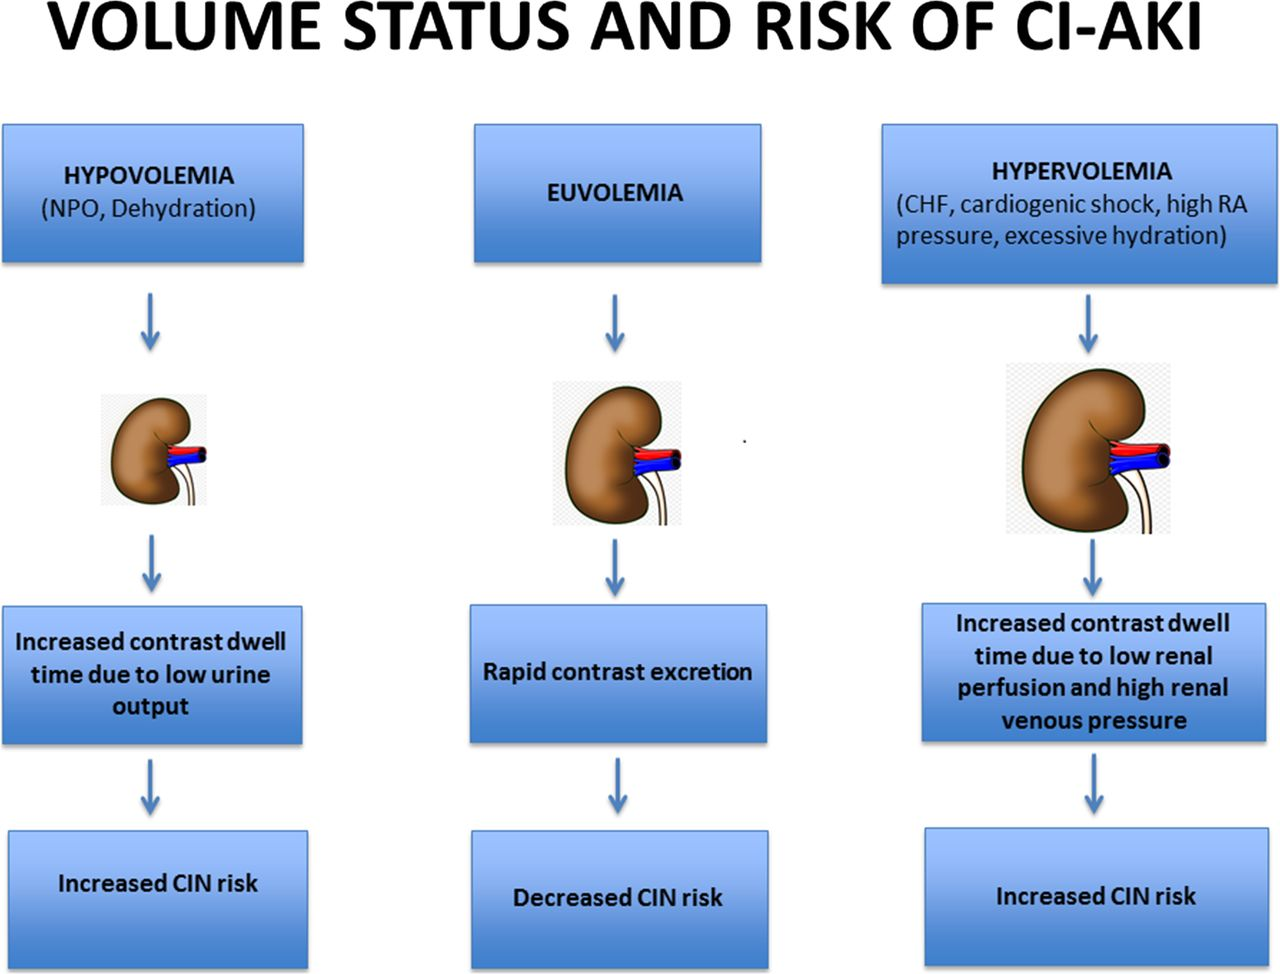 VOLUME STATUS AND RISK OF CI-AKI
HYPOVOLEMIA
(NPO, Dehydration)
EUVOLEMIA
HYPERVOLEMIA
(CHF, cardiogenic shock, high RA
pressure, excessive hydration)
Increased contrast dwell
time due to low urine
output
Rapid contrast excretion
Increased contrast dwell
time due to low renal
perfusion and high renal
venous pressure
Increased CIN risk
Decreased CIN risk
Increased CIN risk